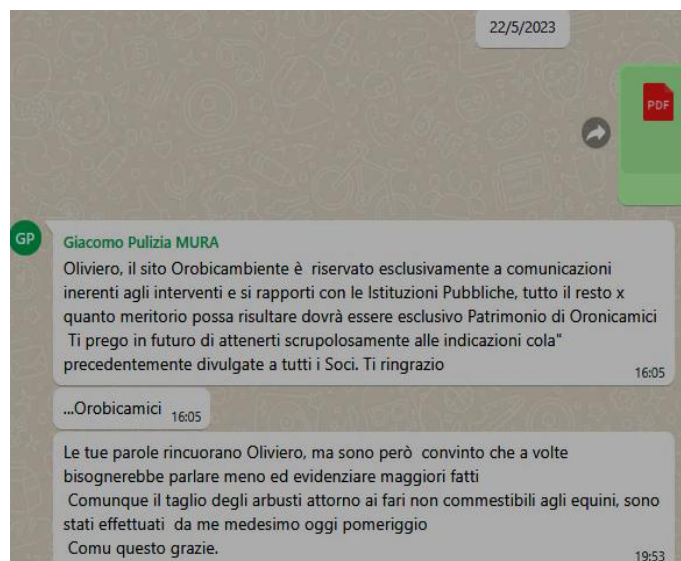 22/5/2023
PDF
GP
Giacomo Pulizia MURA
Oliviero, il sito Orobicambiente è riservato esclusivamente a comunicazioni
inerenti agli interventi e si rapporti con le Istituzioni Pubbliche, tutto il resto x
quanto meritorio possa risultare dovrà essere esclusivo Patrimonio di Oronicamici
Ti prego in futuro di attenerti scrupolosamente alle indicazioni cola"
precedentemente divulgate a tutti i Soci. Ti ringrazio
16:05
...Orobicamici 16:05
Le tue parole rincuorano Oliviero, ma sono però convinto che a volte
bisognerebbe parlare meno ed evidenziare maggiori fatti
Comunque il taglio degli arbusti attorno ai fari non commestibili agli equini, sono
stati effettuati da me medesimo oggi pomeriggio
Comu questo grazie.
19:53